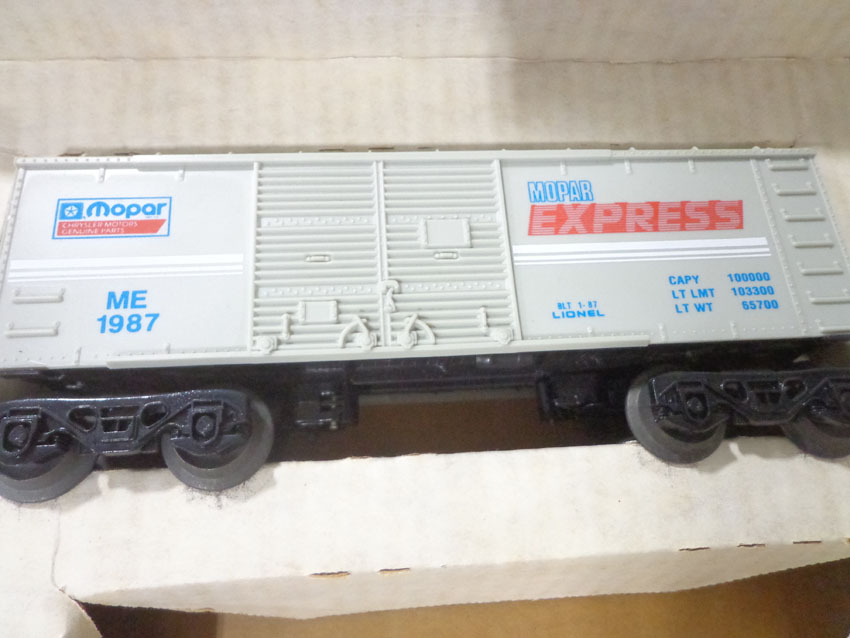 Mopar
CHRYSLER MOTORS
GENUINE PARTS
ME
1987
MOPAR
EXPRESS
BLT 1-87
LIONEL
CAPY 100000
LT LMT 103300
LT WT 65700